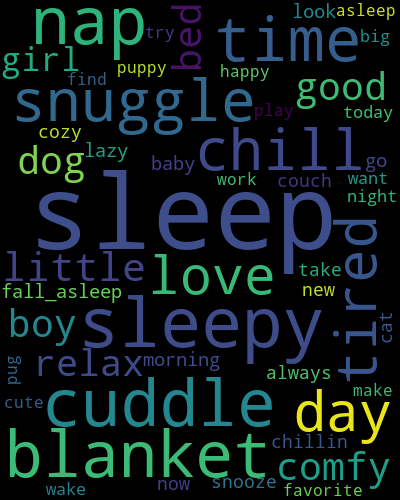 nap
try
bed
time
look
asleep
big
girl
find
puppy
happy
snuggle
play
good
today
cozy
dog
lazy
baby
chill
go
work
couch
want
night
sleep
little
love
take
tired
fall_asleep
new
boy
sleepy
cat
relax
morning
pug
always
cute
cuddle
day
make
blanket
chillin
comfy
wake
now
snooze
favorite